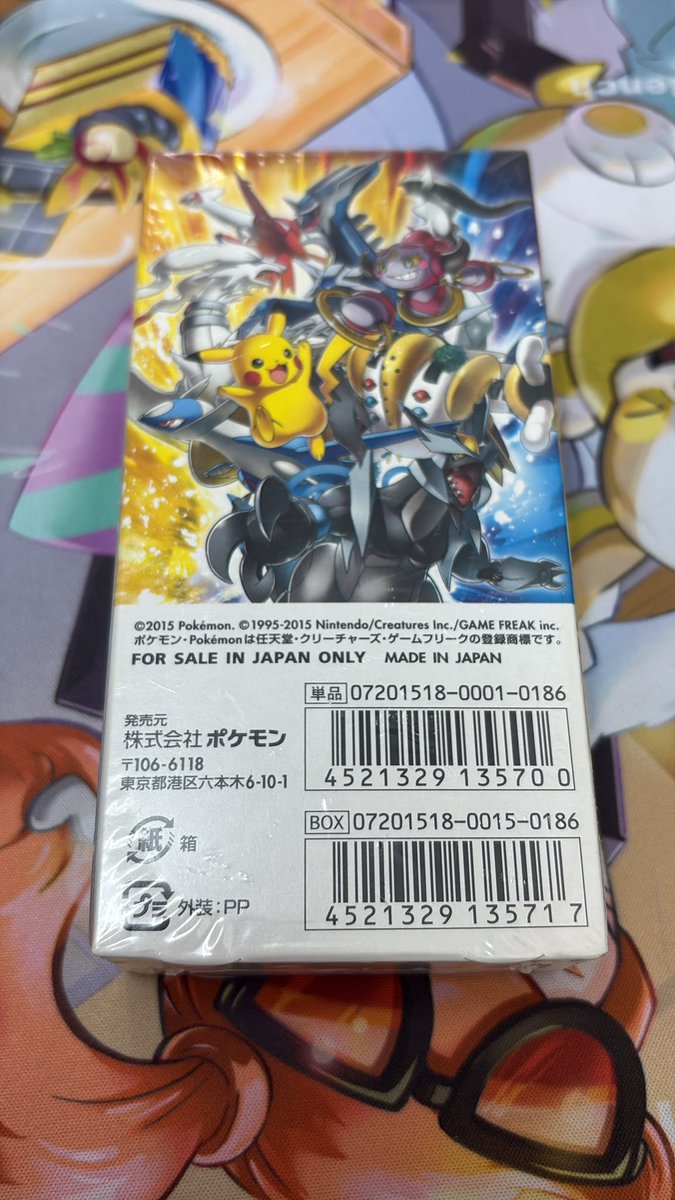 ench
©2015 Pokémon. ©1995-2015 Nintendo/Creatures Inc./GAME FREAK inc.
ポケモン・Pokémonは任天堂・クリーチャーズ・ゲームフリークの登録商標です。
FOR SALE IN JAPAN ONLY MADE IN JAPAN
発売元
株式会社 ポケモン
〒106-6118
東京都港区六本木6-10-1
紙 箱
プラ 外装:PP
単品 07201518-0001-0186
4521329 13570 0
BOX 07201518-0015-0186
4521329 13571 7